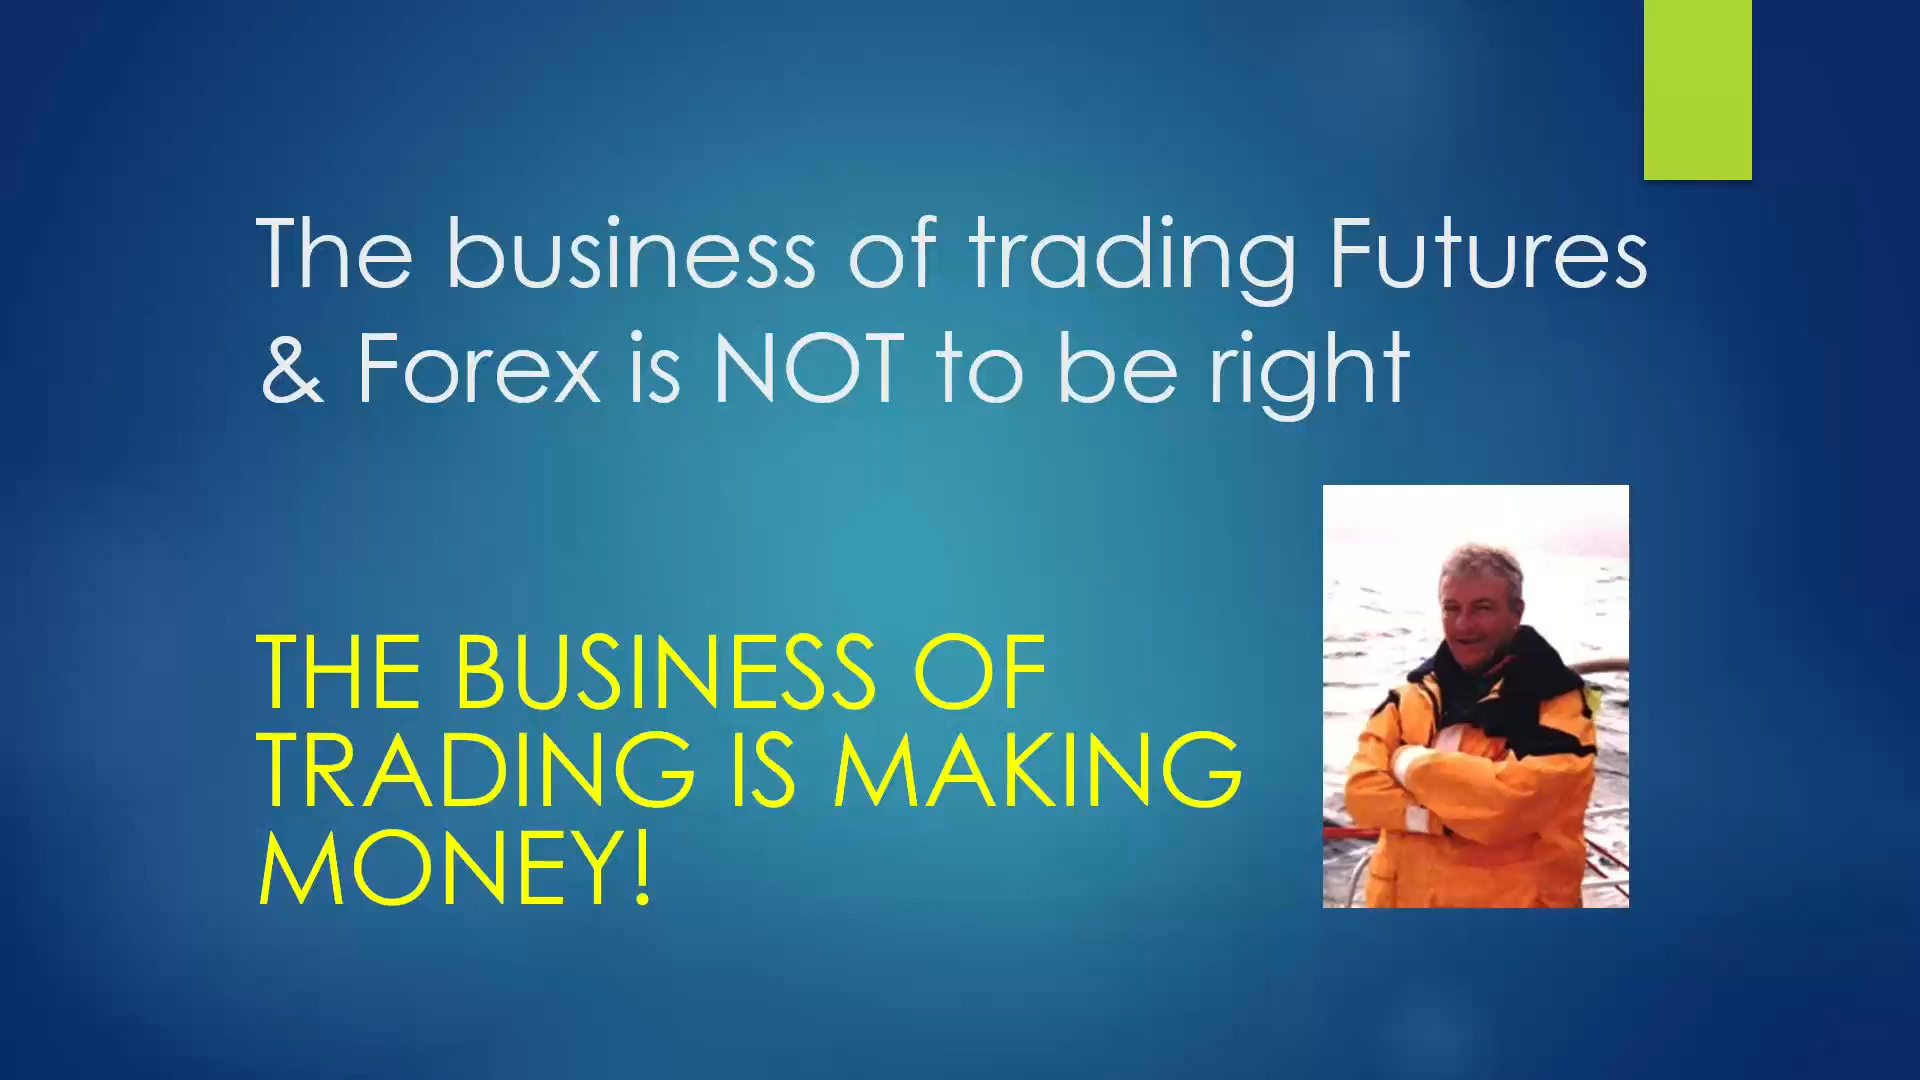 The business of trading Futures
& Forex is NOT to be right
THE BUSINESS OF
TRADING IS MAKING
MONEY!